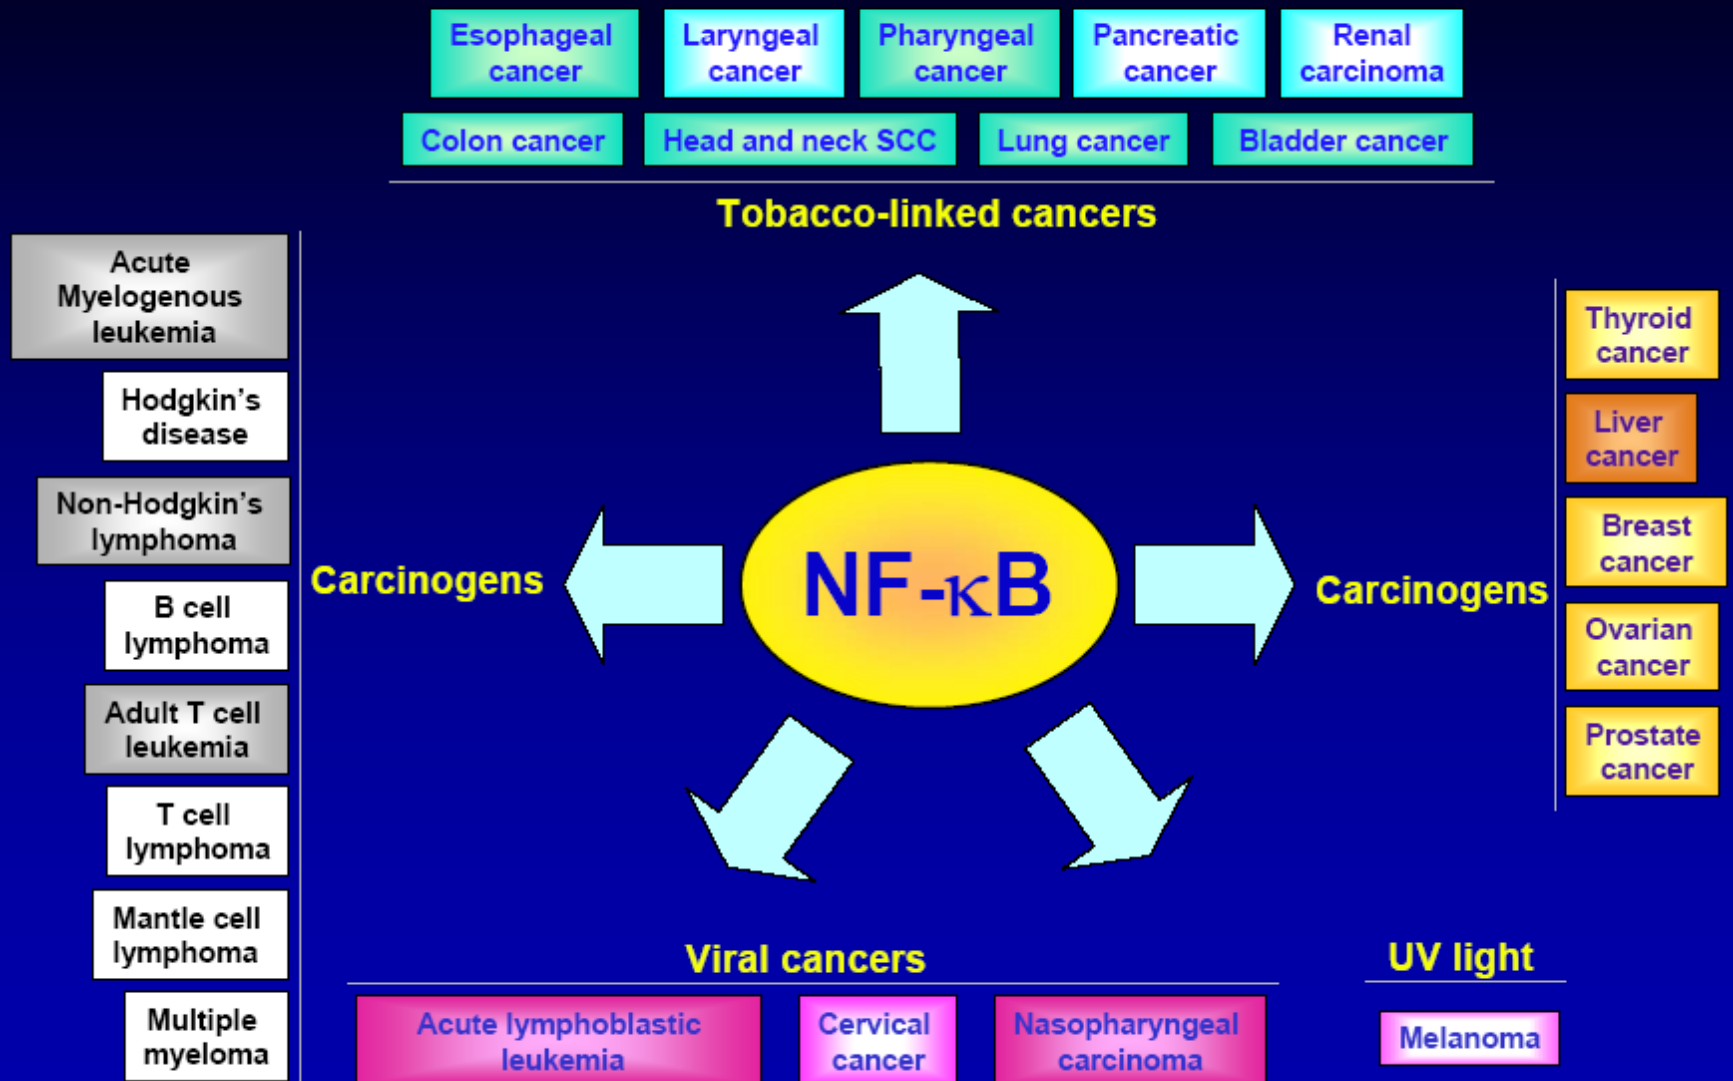 Esophageal
cancer
Laryngeal
cancer
Pharyngeal
cancer
Pancreatic
cancer
Renal
carcinoma
Colon cancer
Head and neck SCC
Lung cancer
Bladder cancer
Tobacco-linked cancers
Acute
Myelogenous
leukemia
Hodgkin's
disease
Non-Hodgkin's
lymphoma
B cell
lymphoma
Adult T cell
leukemia
T cell
lymphoma
Mantle cell
lymphoma
Multiple
myeloma
Carcinogens
NF-κB
Carcinogens
Thyroid
cancer
Liver
cancer
Breast
cancer
Ovarian
cancer
Prostate
cancer
Viral cancers
Acute lymphoblastic
leukemia
Cervical
cancer
Nasopharyngeal
carcinoma
UV light
Melanoma